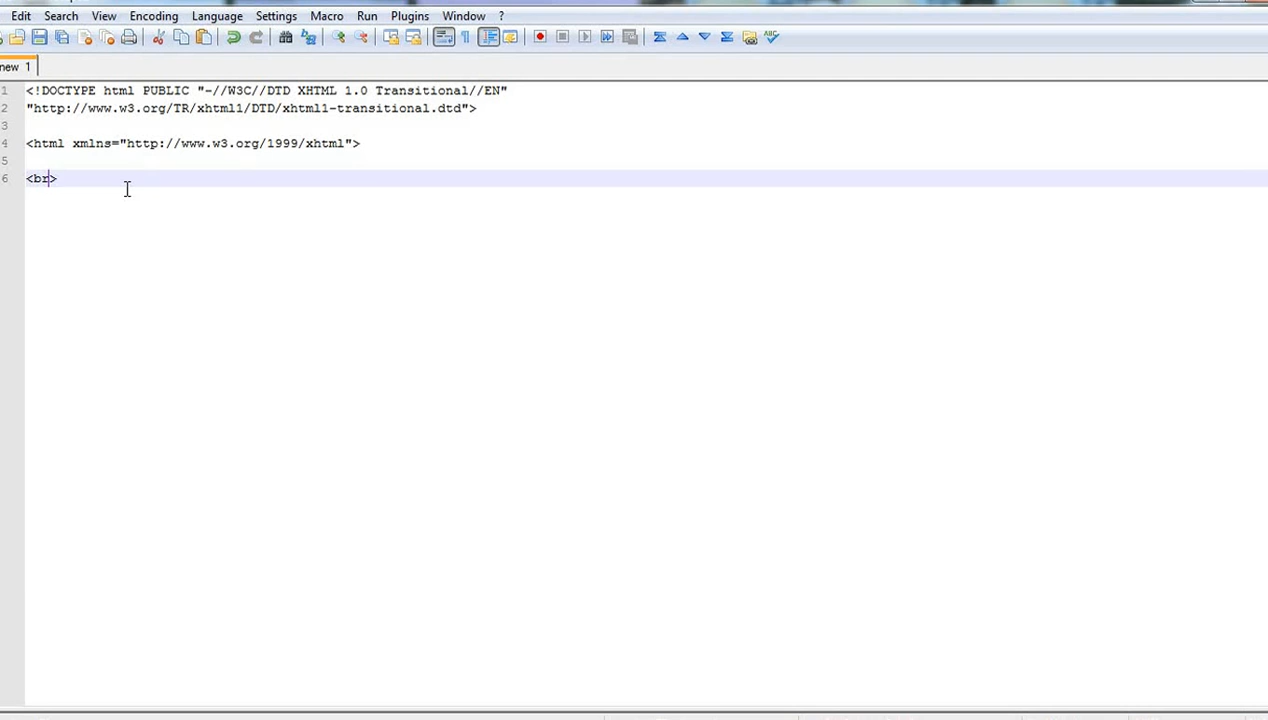 Edit Search View Encoding Language Settings Macro Run Plugins Window ?
new 1
1 <!DOCTYPE html PUBLIC "-//W3C//DTD XHTML 1.0 Transitional//EN"
2 "http://www.w3.org/TR/xhtml1/DTD/xhtml1-transitional.dtd">
3
4 <html xmlns="http://www.w3.org/1999/xhtml">
5
6 <br>